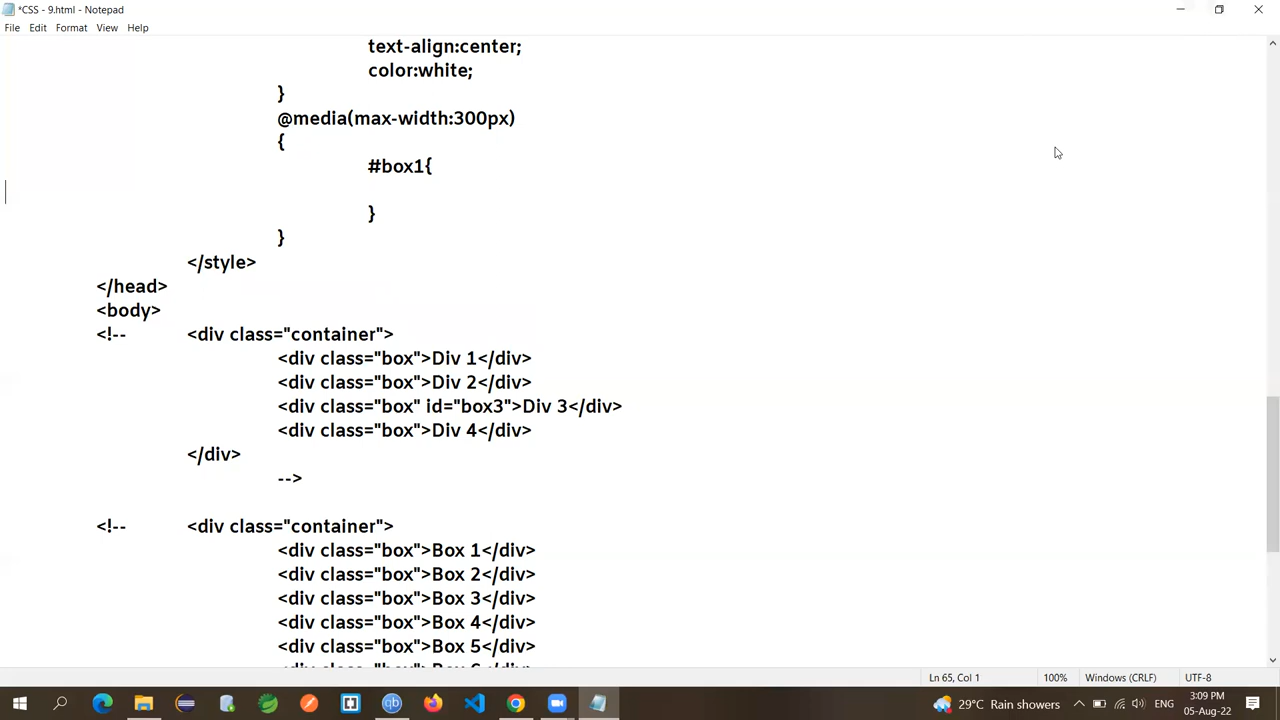 *CSS - 9.html - Notepad
File Edit Format View Help
text-align:center;
color:white;
}
@media(max-width:300px)
{
#box1{
}
}
</style>
</head>
<body>
<!-- <div class="container">
<div class="box">Div 1</div>
<div class="box">Div 2</div>
<div class="box" id="box3">Div 3</div>
<div class="box">Div 4</div>
</div>
-->
<!-- <div class="container">
<div class="box">Box 1</div>
<div class="box">Box 2</div>
<div class="box">Box 3</div>
<div class="box">Box 4</div>
<div class="box">Box 5</div>
Ln 65, Col 1 100% Windows (CRLF) UTF-8
qb 29°C Rain showers ENG 3:09 PM
05-Aug-22